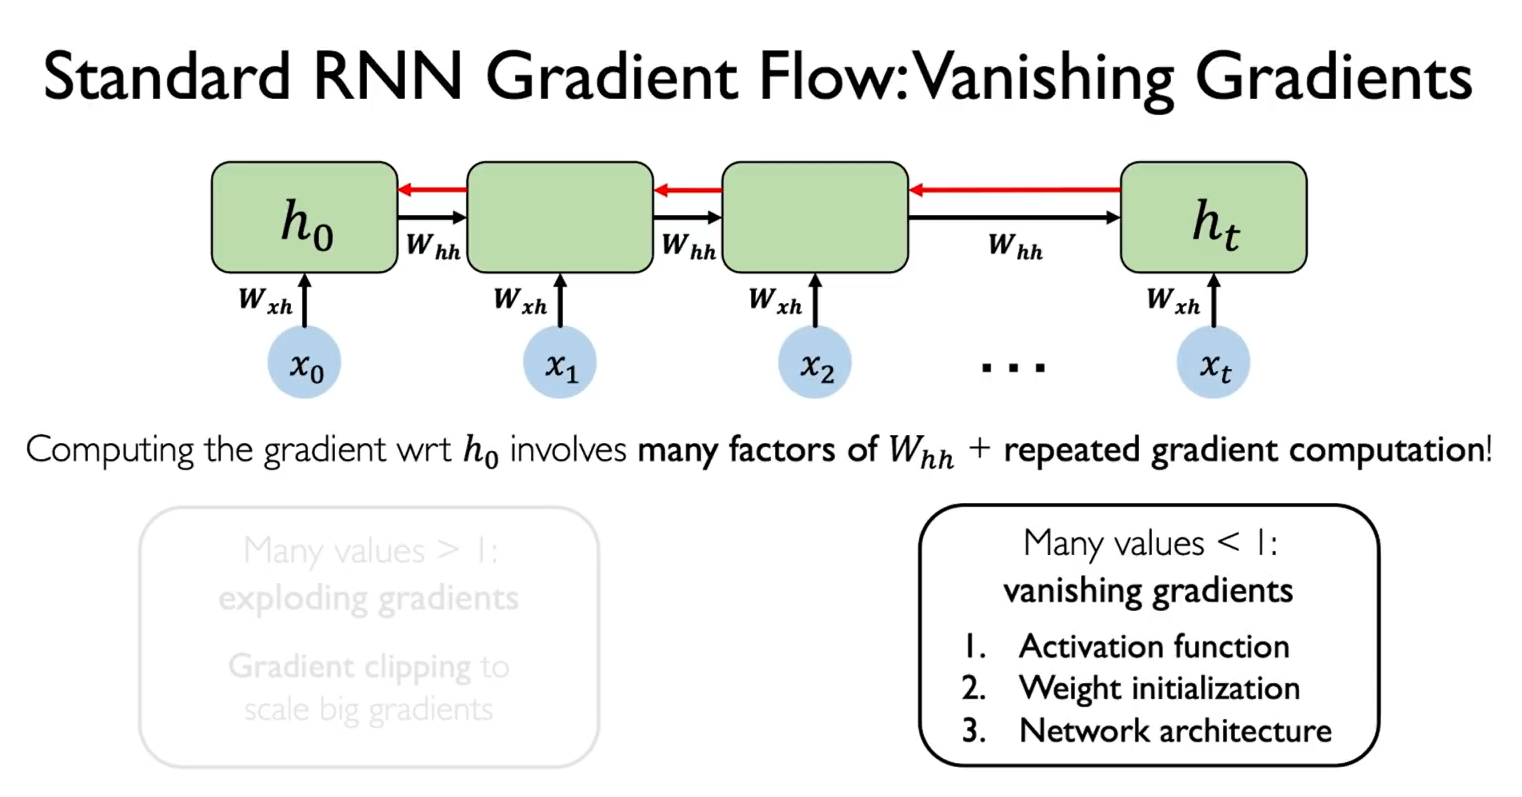 Standard RNN Gradient Flow: Vanishing Gradients
h0 ht
Whh Whh Whh
Wxh Wxh Wxh Wxh
x0 x1 x2 ... xt
Computing the gradient wrt h0 involves many factors of Whh + repeated gradient computation!
Many values > 1:
exploding gradients
Gradient clipping to
scale big gradients
Many values < 1:
vanishing gradients
1. Activation function
2. Weight initialization
3. Network architecture